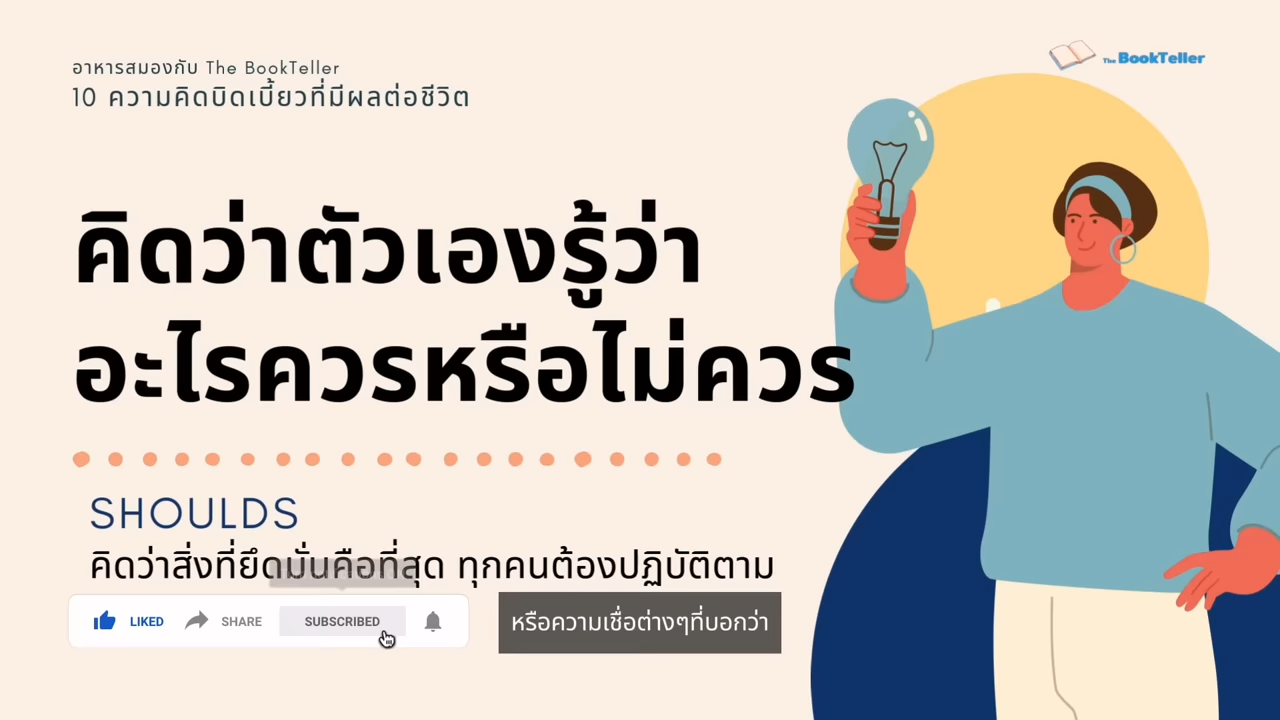 อาหารสมองกับ The BookTeller
10 ความคิดบิดเบี้ยวที่มีผลต่อชีวิต
The BookTeller
คิดว่าตัวเองรู้ว่า
อะไรควรหรือไม่ควร
SHOULDS
คิดว่าสิ่งที่ยึดมั่นคือที่สุด ทุกคนต้องปฏิบัติตาม
LIKED SHARE SUBSCRIBED
หรือความเชื่อต่างๆที่บอกว่า